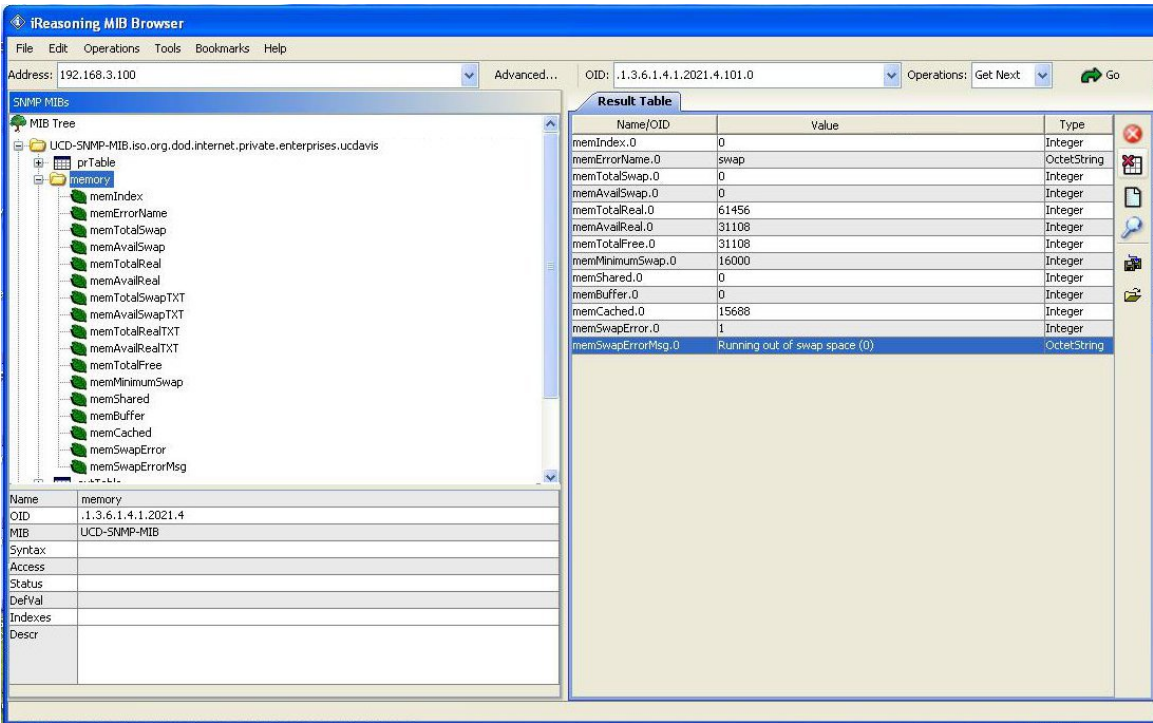 iReasoning MIB Browser
File Edit Operations Tools Bookmarks Help
Address: 192.168.3.100 Advanced... OID: .1.3.6.1.4.1.2021.4.101.0 Operations: Get Next Go
SNMP MIBs
MIB Tree
UCD-SNMP-MIB.iso.org.dod.internet.private.enterprises.ucdavis
prTable
memory
memIndex
memErrorName
memTotalSwap
memAvailSwap
memTotalReal
memAvailReal
memTotalSwapTXT
memAvailSwapTXT
memTotalRealTXT
memAvailRealTXT
memTotalFree
memMinimumSwap
memShared
memBuffer
memCached
memSwapError
memSwapErrorMsg
Name memory
OID .1.3.6.1.4.1.2021.4
MIB UCD-SNMP-MIB
Syntax
Access
Status
DefVal
Indexes
Descr
Result Table
Name/OID Value Type
memIndex.0 0 Integer
memErrorName.0 swap OctetString
memTotalSwap.0 0 Integer
memAvailSwap.0 0 Integer
memTotalReal.0 61456 Integer
memAvailReal.0 31108 Integer
memTotalFree.0 31108 Integer
memMinimumSwap.0 16000 Integer
memShared.0 0 Integer
memBuffer.0 0 Integer
memCached.0 15688 Integer
memSwapError.0 1 Integer
memSwapErrorMsg.0 Running out of swap space (0) OctetString